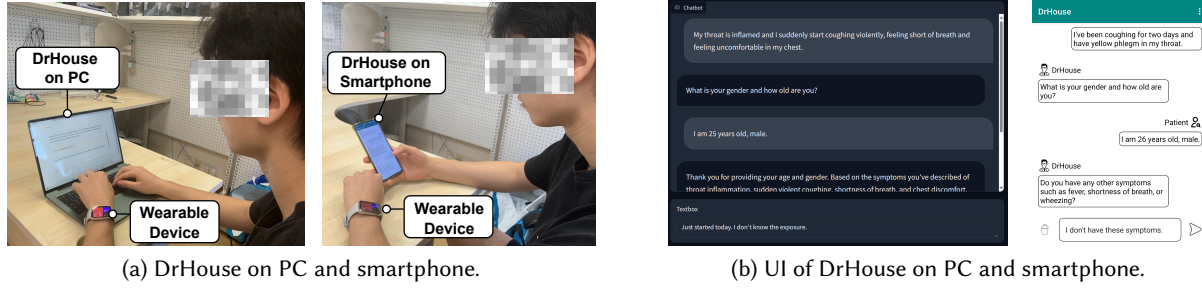 DrHouse
on PC
Wearable
Device
DrHouse on
Smartphone
Wearable
Device
(a) DrHouse on PC and smartphone.
Chatbot
My throat is inflamed and I suddenly start coughing violently, feeling short of breath and
feeling uncomfortable in my chest.
What is your gender and how old are you?
I am 25 years old, male.
Thank you for providing your age and gender. Based on the symptoms you've described of
throat inflammation, sudden violent coughing, shortness of breath, and chest discomfort,
Textbox
Just started today. I don't know the exposure.
DrHouse
I've been coughing for two days and
have yellow phlegm in my throat.
DrHouse
What is your gender and how old are
you?
Patient
I am 26 years old, male.
DrHouse
Do you have any other symptoms
such as fever, shortness of breath, or
wheezing?
I don't have these symptoms.
(b) UI of DrHouse on PC and smartphone.